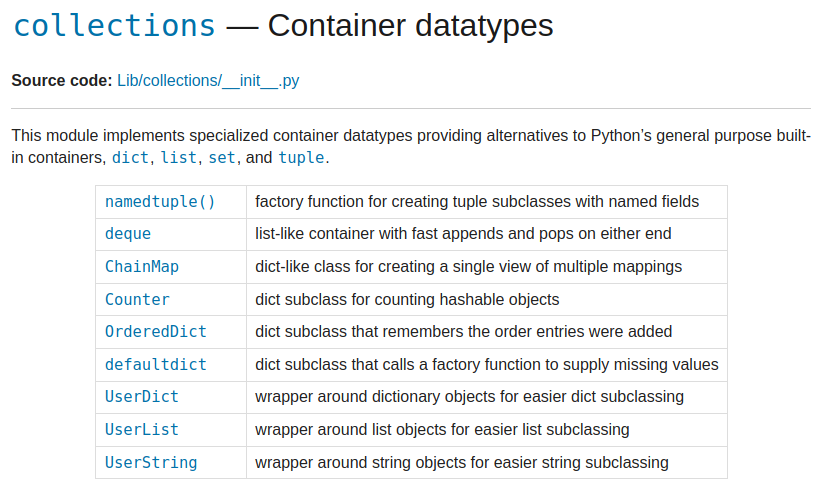 collections — Container datatypes
Source code: Lib/collections/__init__.py
This module implements specialized container datatypes providing alternatives to Python’s general purpose built-
in containers, dict, list, set, and tuple.
namedtuple() factory function for creating tuple subclasses with named fields
deque list-like container with fast appends and pops on either end
ChainMap dict-like class for creating a single view of multiple mappings
Counter dict subclass for counting hashable objects
OrderedDict dict subclass that remembers the order entries were added
defaultdict dict subclass that calls a factory function to supply missing values
UserDict wrapper around dictionary objects for easier dict subclassing
UserList wrapper around list objects for easier list subclassing
UserString wrapper around string objects for easier string subclassing